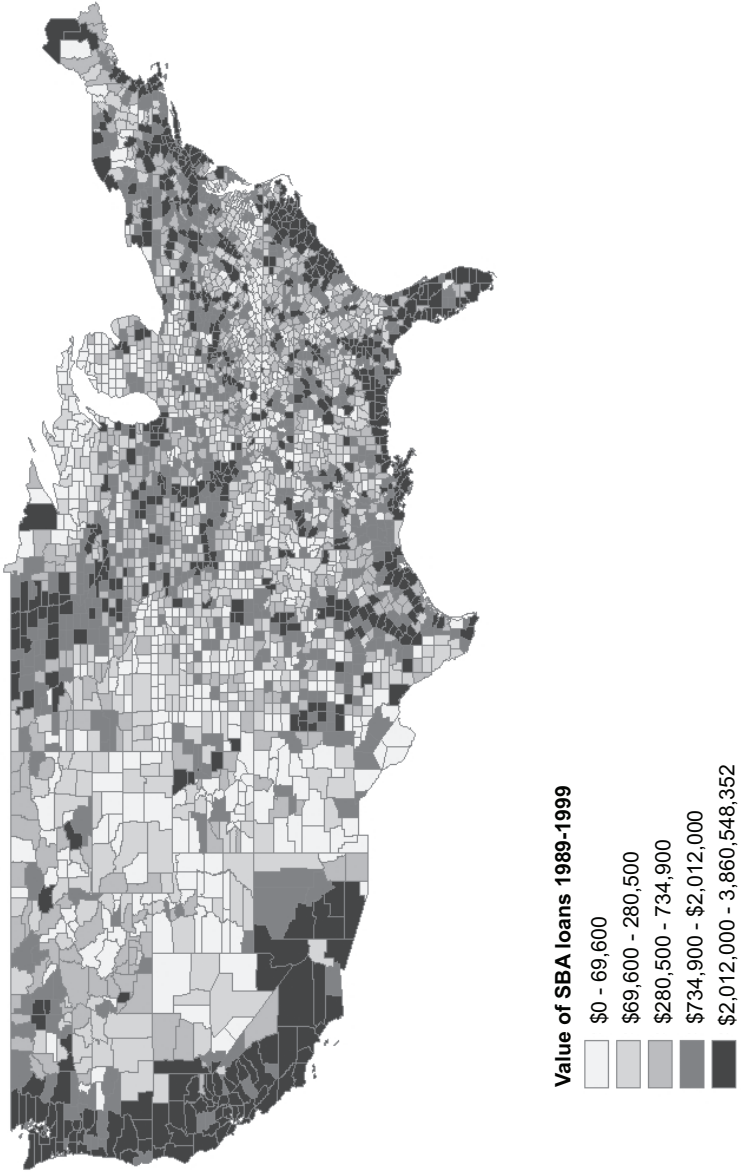 Value of SBA loans 1989-1999
$0 - 69,600
$69,600 - 280,500
$280,500 - 734,900
$734,900 - $2,012,000
$2,012,000 - 3,860,548,352